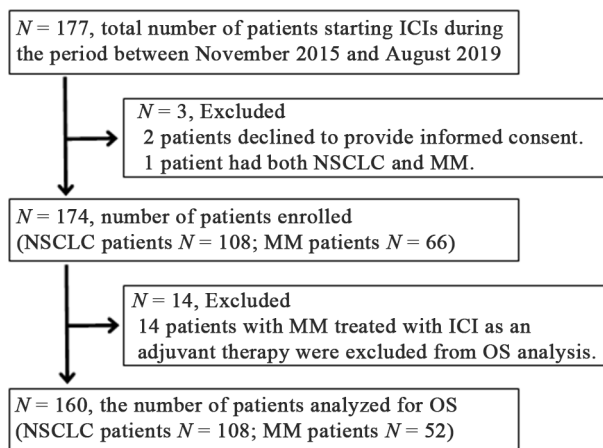 N = 177, total number of patients starting ICIs during
the period between November 2015 and August 2019
N = 3, Excluded
2 patients declined to provide informed consent.
1 patient had both NSCLC and MM.
N = 174, number of patients enrolled
(NSCLC patients N = 108; MM patients N = 66)
N = 14, Excluded
14 patients with MM treated with ICI as an
adjuvant therapy were excluded from OS analysis.
N = 160, the number of patients analyzed for OS
(NSCLC patients N = 108; MM patients N = 52)